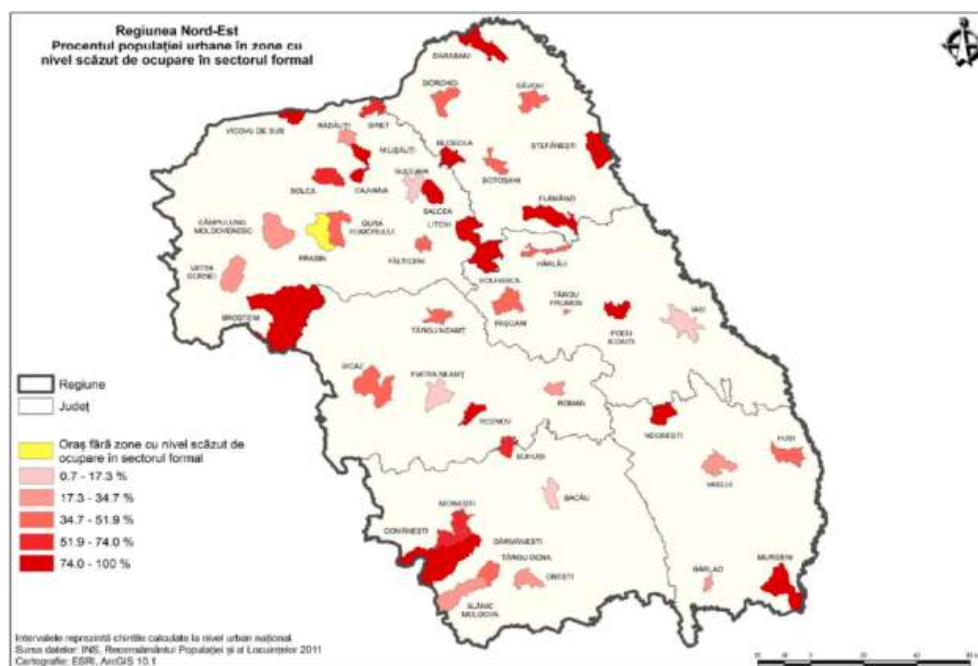 Regiunea Nord-Est
Procentul populației urbane în zone cu
nivel scăzut de ocupare în sectorul formal
DARABANI
DOROHOI
SĂVENI
VICOVU DE SUS
RĂDĂUȚI
SIRET
MILIȘĂUȚI
BUCECEA
ȘTEFĂNEȘTI
BOTOȘANI
SOLCA
CAJVANA
SUCEAVA
SALCEA
FLĂMÂNZI
CÂMPULUNG
MOLDOVENESC
GURA
HUMORULUI
LITENI
FRASIN
FĂLTICENI
HÂRLĂU
VATRA
DORNEI
DOLHASCA
TÂRGU
FRUMOS
IAȘI
BROȘTENI
TÂRGU NEAMȚ
PAȘCANI
PODU
ILOAIEI
BICAZ
PIATRA NEAMȚ
ROMAN
Regiune
Județ
ROZNOV
NEGREȘTI
HUȘI
Oraș fără zone cu nivel scăzut de
ocupare în sectorul formal
BUHUȘI
VASLUI
0.7 - 17.3 %
BACĂU
17.3 - 34.7 %
MOINEȘTI
34.7 - 51.9 %
COMĂNEȘTI
DĂRMĂNEȘTI
51.9 - 74.0 %
TÂRGU OCNA
MURGENI
74.0 - 100 %
ONEȘTI
BÂRLAD
SLĂNIC
MOLDOVA
Intervalele reprezintă chintile calculate la nivel urban național.
Sursa datelor: INS, Recensământul Populației și al Locuințelor 2011
Cartografie: ESRI, ArcGIS 10.1